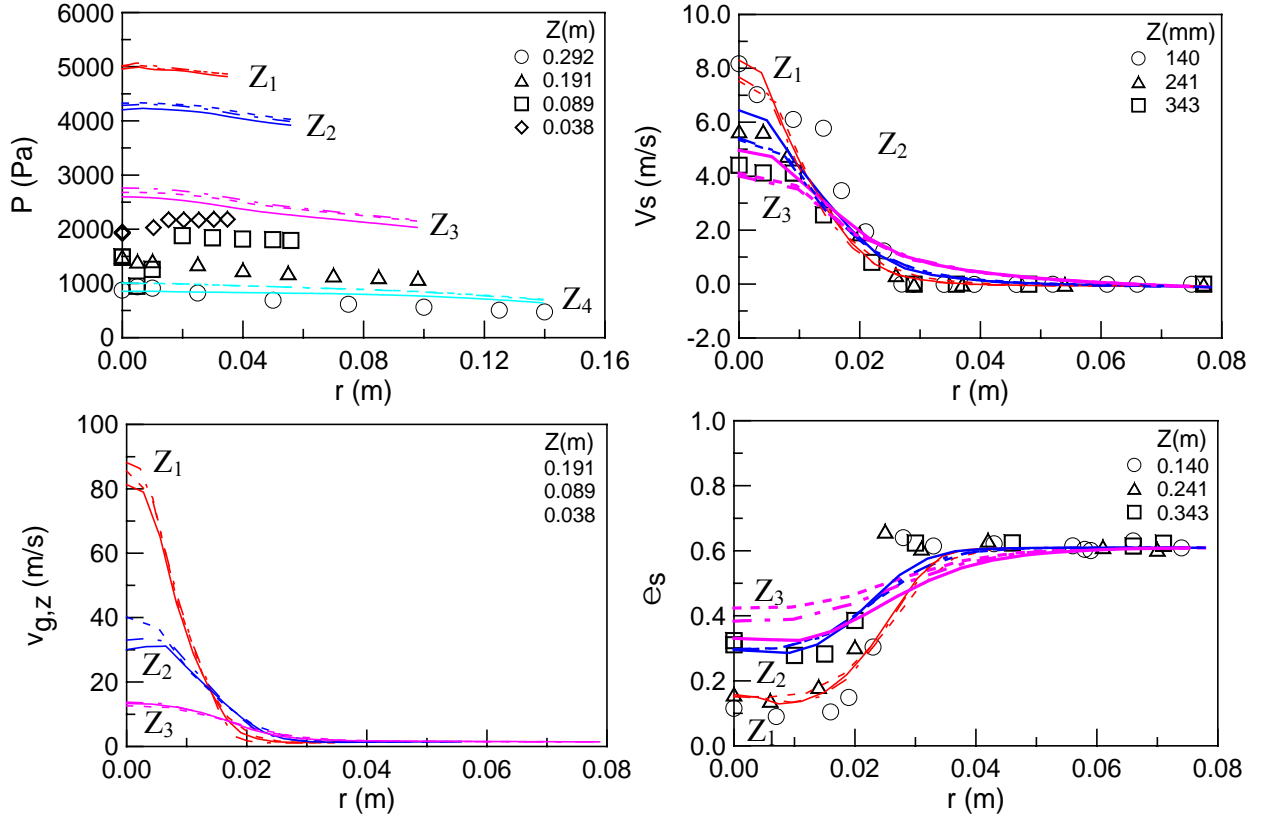 6000
5000
4000
3000
2000
1000
0
P (Pa)
Z(m)
0.292
0.191
0.089
0.038
Z1
Z2
Z3
Z4
0.00 0.04 0.08 0.12 0.16
r (m)
8.0
6.0
4.0
2.0
0.0
-2.0
Vs (m/s)
Z(mm)
140
241
343
Z1
Z2
Z3
0.00 0.02 0.04 0.06 0.08
r (m)
100
80
60
40
20
0
vg,z (m/s)
Z(m)
0.191
0.089
0.038
Z1
Z2
Z3
0.00 0.02 0.04 0.06 0.08
r (m)
1.0
0.8
0.6
0.4
0.2
0.0
es
Z(m)
0.140
0.241
0.343
Z3
Z2
Z1
0.00 0.02 0.04 0.06 0.08
r (m)